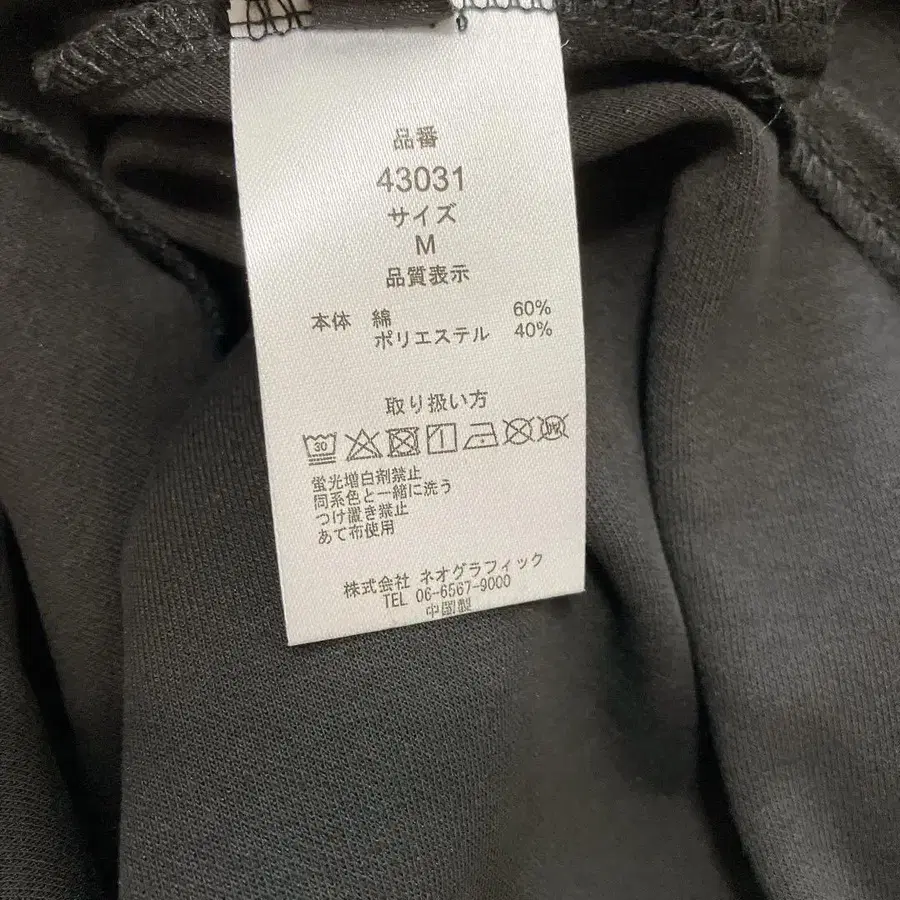 品番
43031
サイズ
M
品質表示
本体 綿 60%
ポリエステル 40%
取り扱い方
30
蛍光増白剤禁止
同系色と一緒に洗う
つけ置き禁止
あて布使用
株式会社 ネオグラフィック
TEL 06-6567-9000
中国製